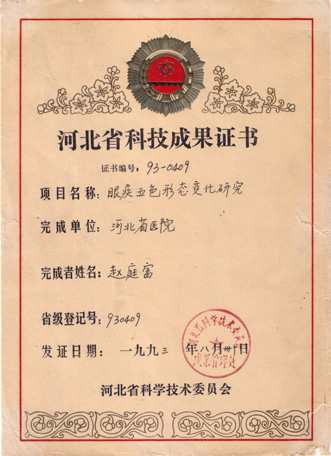 河北省科技成果证书
证书编号：93-0409
项目名称：眼疾五色形态变化研究
完成单位：河北省医院
完成者姓名：赵庭富
省级登记号：930409
发证日期：一九九三年八月卅日
河北省科学技术委员会